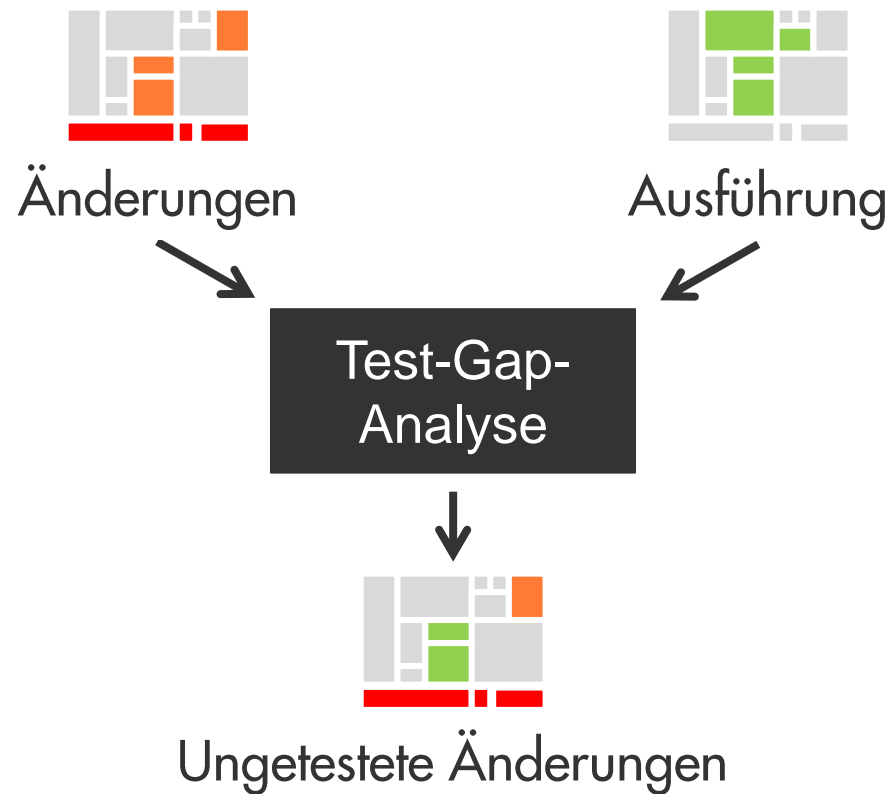 Änderungen
Ausführung
Test-Gap-
Analyse
Ungetestete Änderungen